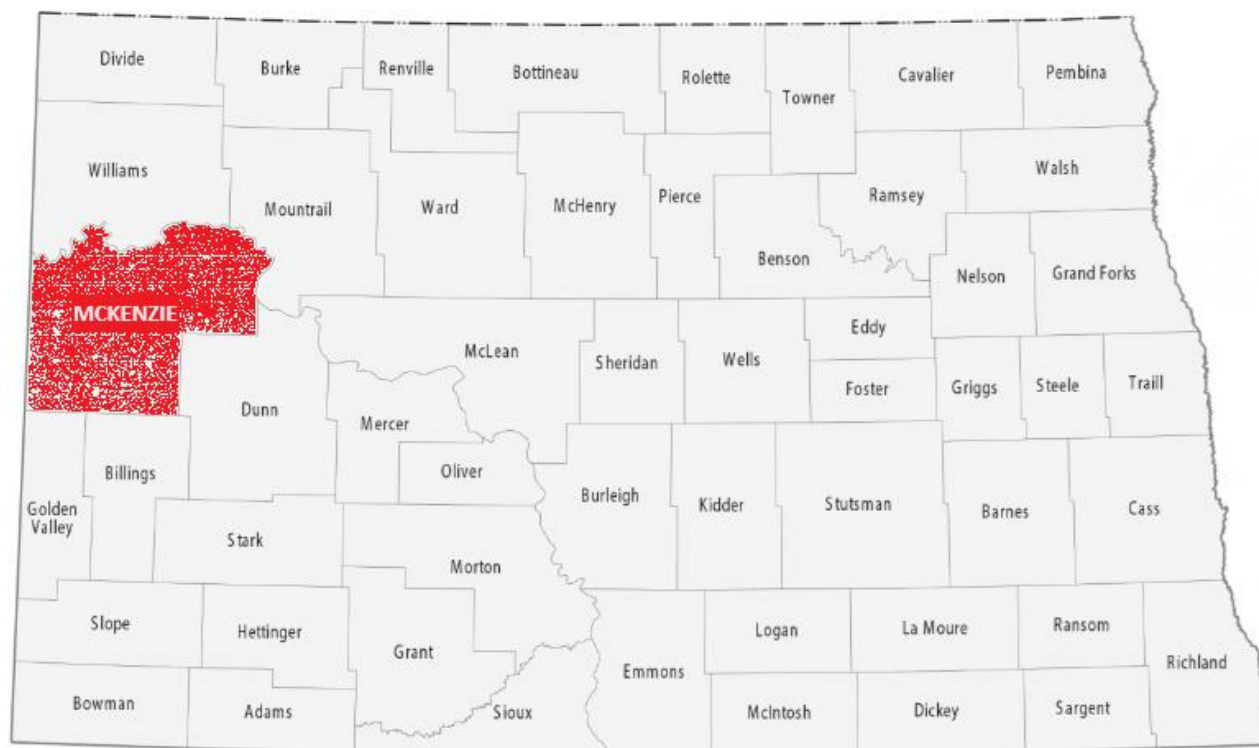 Divide
Burke
Renville
Bottineau
Rolette
Towner
Cavalier
Pembina
Williams
Mountrail
Ward
McHenry
Pierce
Ramsey
Walsh
Benson
Nelson
Grand Forks
MCKENZIE
McLean
Sheridan
Wells
Eddy
Foster
Griggs
Steele
Traill
Dunn
Mercer
Oliver
Billings
Golden
Valley
Stark
Morton
Burleigh
Kidder
Stutsman
Barnes
Cass
Slope
Hettinger
Grant
Emmons
Logan
La Moure
Ransom
Richland
Bowman
Adams
Sioux
McIntosh
Dickey
Sargent